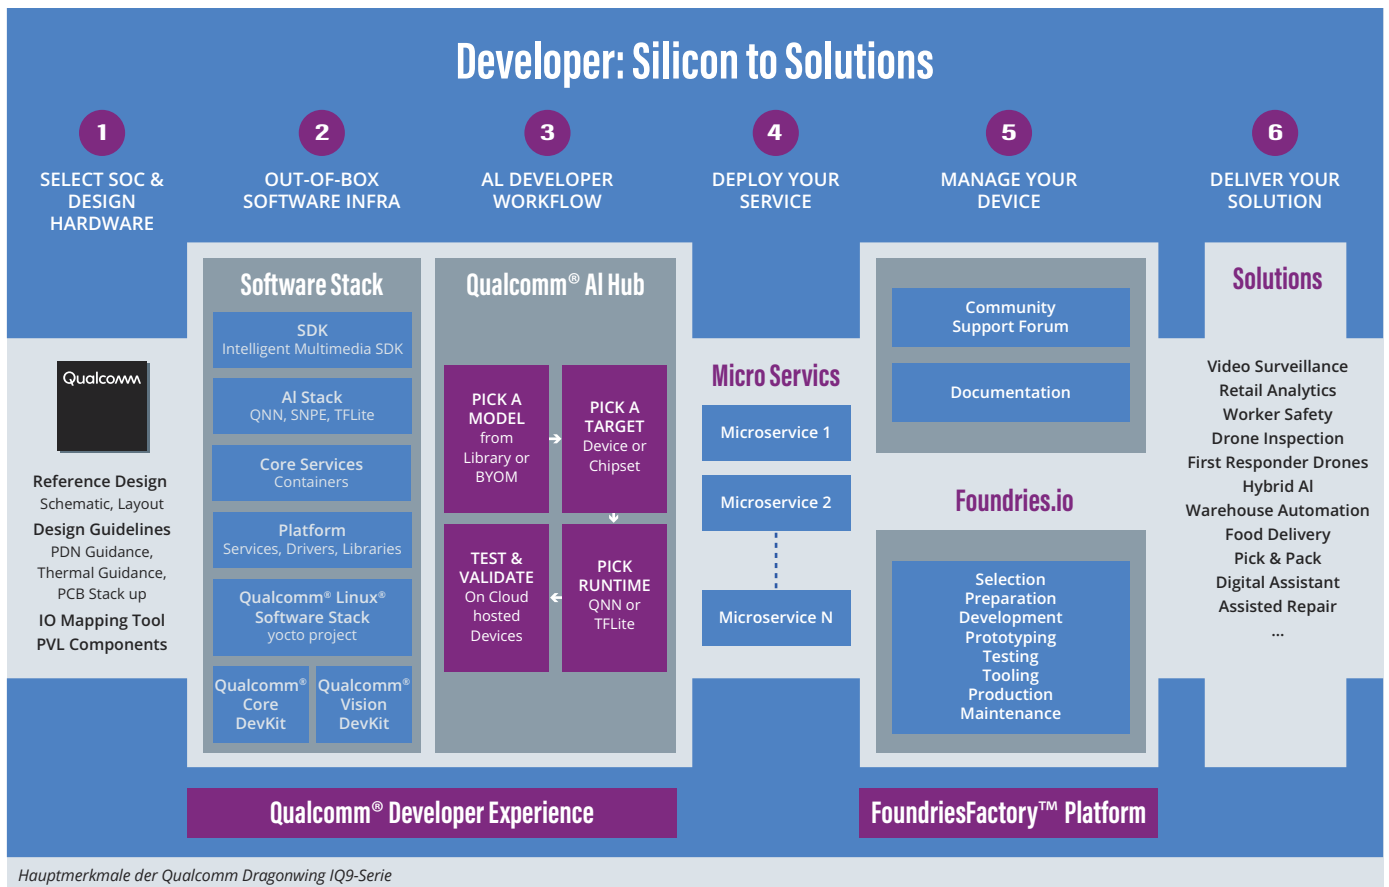 Developer: Silicon to Solutions
1
SELECT SOC &
DESIGN
HARDWARE
2
OUT-OF-BOX
SOFTWARE INFRA
3
AL DEVELOPER
WORKFLOW
4
DEPLOY YOUR
SERVICE
5
MANAGE YOUR
DEVICE
6
DELIVER YOUR
SOLUTION
Qualcomm
Reference Design
Schematic, Layout
Design Guidelines
PDN Guidance,
Thermal Guidance,
PCB Stack up
IO Mapping Tool
PVL Components
Software Stack
SDK
Intelligent Multimedia SDK
Al Stack
QNN, SNPE, TFLite
Core Services
Containers
Platform
Services, Drivers, Libraries
Qualcomm® Linux®
Software Stack
yocto project
Qualcomm®
Core
DevKit
Qualcomm®
Vision
DevKit
Qualcomm® Al Hub
PICK A
MODEL
from
Library or
BYOM
PICK A
TARGET
Device or
Chipset
TEST &
VALIDATE
On Cloud
hosted
Devices
PICK
RUNTIME
QNN or
TFLite
Qualcomm® Developer Experience
Micro Servics
Microservice 1
Microservice 2
Microservice N
Community
Support Forum
Documentation
Foundries.io
Selection
Preparation
Development
Prototyping
Testing
Tooling
Production
Maintenance
FoundriesFactory™ Platform
Solutions
Video Surveillance
Retail Analytics
Worker Safety
Drone Inspection
First Responder Drones
Hybrid Al
Warehouse Automation
Food Delivery
Pick & Pack
Digital Assistant
Assisted Repair
...
Hauptmerkmale der Qualcomm Dragonwing IQ9-Serie